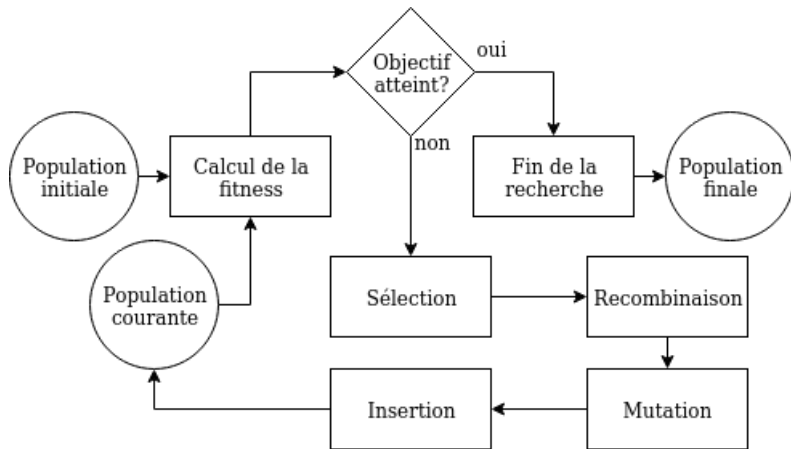 Objectif
atteint?
oui
non
Population
initiale
Calcul de la
fitness
Fin de la
recherche
Population
finale
Population
courante
Sélection
Recombinaison
Insertion
Mutation